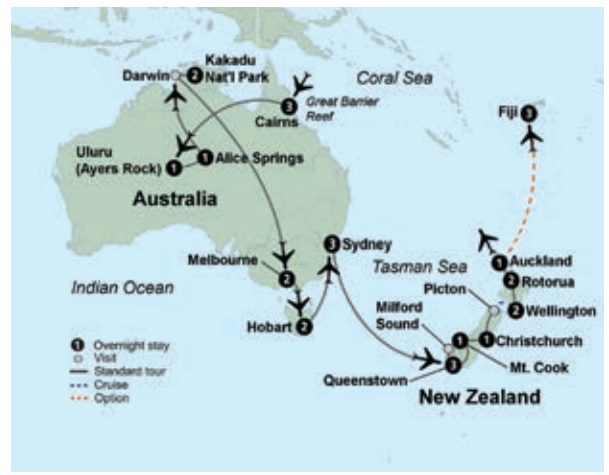 Kakadu
Nat'l Park
Darwin
2
Coral Sea
3
Great Barrier
Reef
Cairns
Fiji
3
Uluru
(Ayers Rock)
1
1
Alice Springs
Australia
3
Sydney
Melbourne
2
Indian Ocean
Hobart
2
Tasman Sea
1
Auckland
2
Rotorua
Picton
2
Wellington
Milford
Sound
1
1
Christchurch
Mt. Cook
Queenstown
3
New Zealand
1 Overnight stay
Visit
Standard tour
Cruise
Option